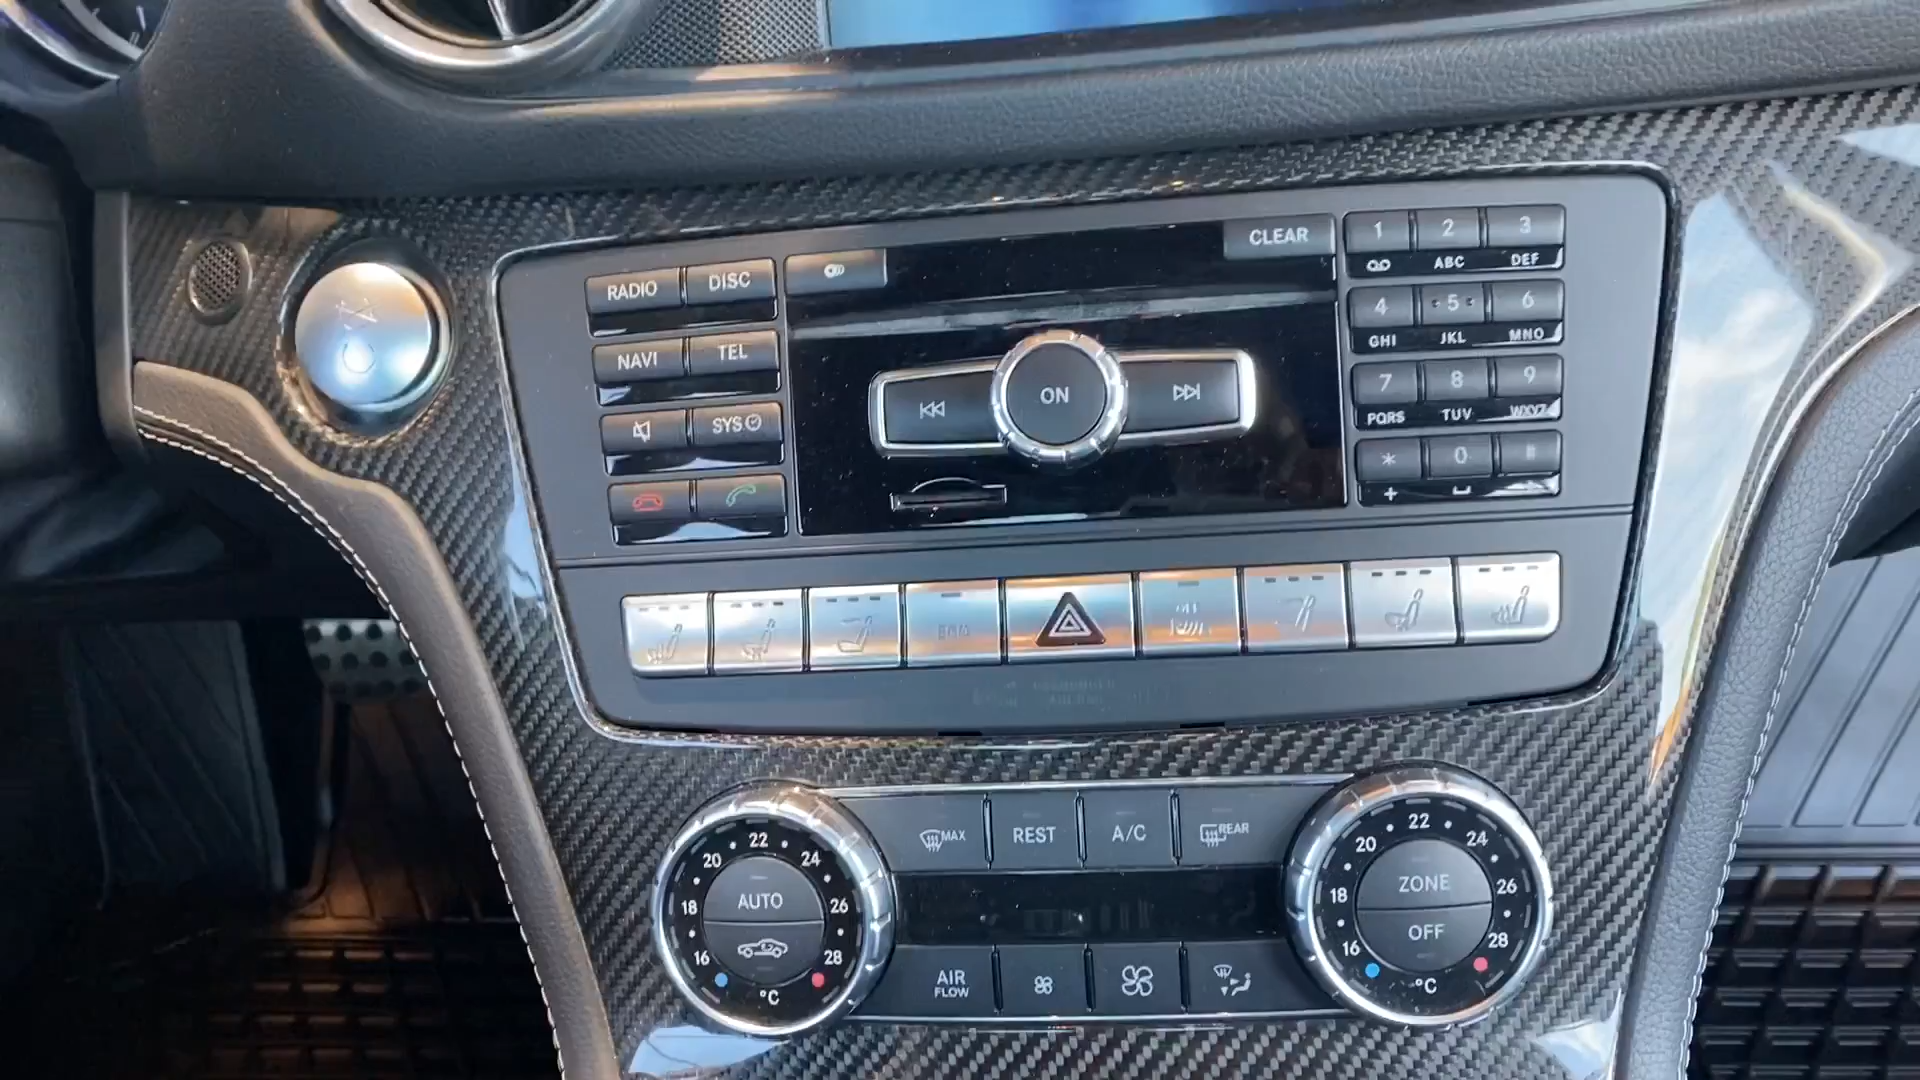 CLEAR
1 2 3
ABC DEF
RADIO DISC
4 5 6
GHI JKL MNO
NAVI TEL
7 8 9
PQRS TUV WXYZ
ON
SYS
* 0 #
+
MAX REST A/C REAR
16 18 20 22 24 26 28
AUTO
°C
16 18 20 22 24 26 28
ZONE
OFF
°C
AIR
FLOW